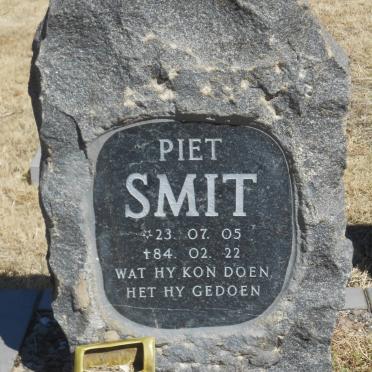 PIET
SMIT
☆23 07 05
†84 02 22
WAT HY KON DOEN
HET HY GEDOEN